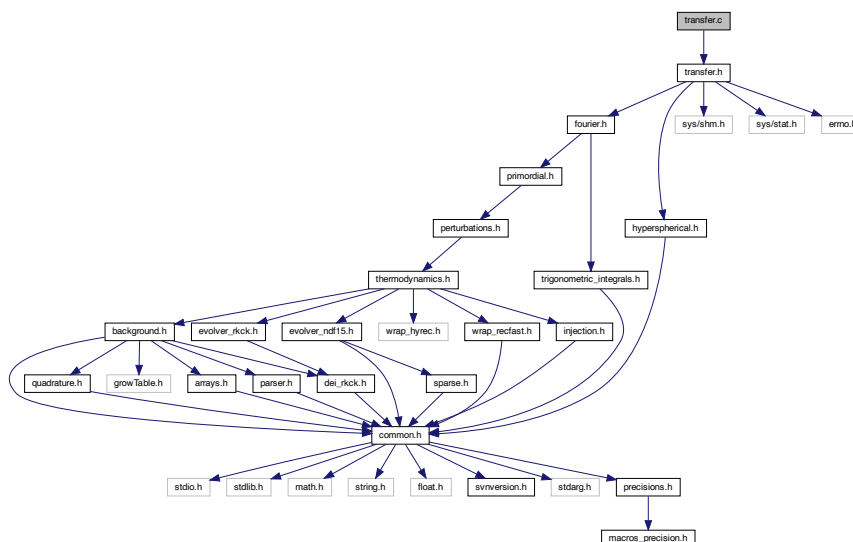 transfer.c
transfer.h
fourier.h
sys/shm.h
sys/stat.h
errno.h
primordial.h
perturbations.h
hyperspherical.h
thermodynamics.h
trigonometric_integrals.h
background.h
evolver_rkck.h
evolver_ndf15.h
wrap_hyrec.h
wrap_recfast.h
injection.h
quadrature.h
growTable.h
arrays.h
parser.h
dei_rkck.h
sparse.h
common.h
stdio.h
stdlib.h
math.h
string.h
float.h
svnversion.h
stdarg.h
precisions.h
macros_precision.h